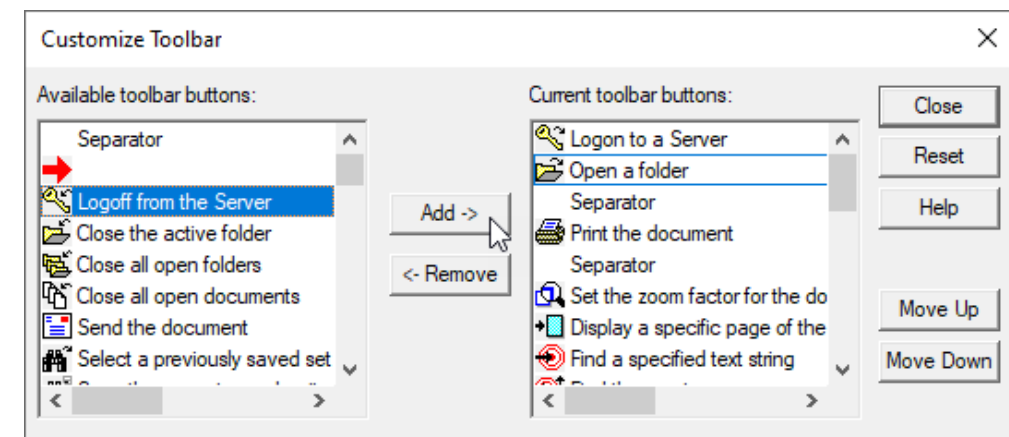 Customize Toolbar
Available toolbar buttons:
Separator
Logoff from the Server
Close the active folder
Close all open folders
Close all open documents
Send the document
Select a previously saved set
Add ->
<- Remove
Current toolbar buttons:
Logon to a Server
Open a folder
Separator
Print the document
Separator
Set the zoom factor for the do
Display a specific page of the
Find a specified text string
Close
Reset
Help
Move Up
Move Down